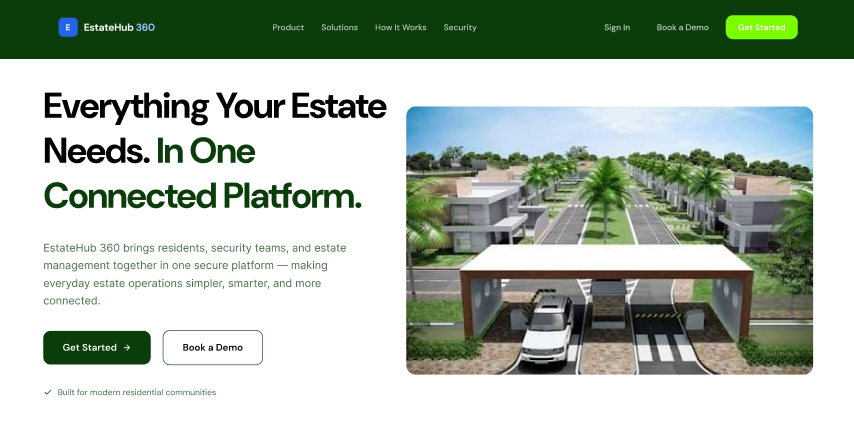 E EstateHub 360
Product Solutions How It Works Security
Sign In Book a Demo Get Started
Everything Your Estate
Needs. In One
Connected Platform.
EstateHub 360 brings residents, security teams, and estate
management together in one secure platform — making
everyday estate operations simpler, smarter, and more
connected.
Get Started → Book a Demo
✓ Built for modern residential communities